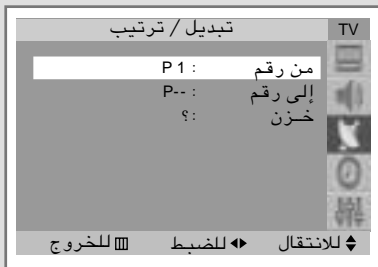 TV تبديل / ترتيب
من رقم : P 1
إلى رقم : P--
خـزن : ؟
للانتقال للضبط للخروج